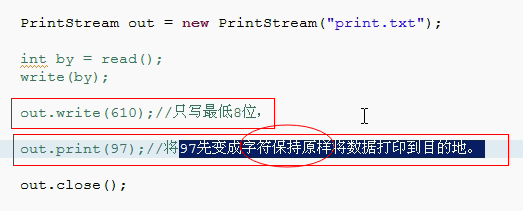 PrintStream out = new PrintStream("print.txt");
int by = read();
write(by);
out.write(610);//只写最低8位,
out.print(97);//将97先变成字符保持原样将数据打印到目的地。
out.close();